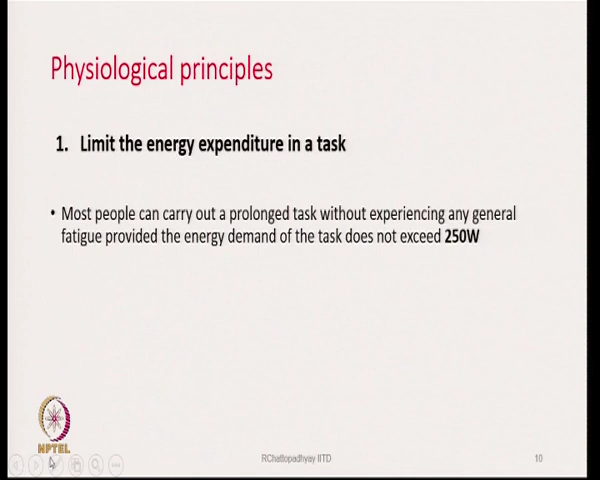 Physiological principles
1. Limit the energy expenditure in a task
• Most people can carry out a prolonged task without experiencing any general
fatigue provided the energy demand of the task does not exceed 250W
NPTEL
RChattopadhyay IITD
10